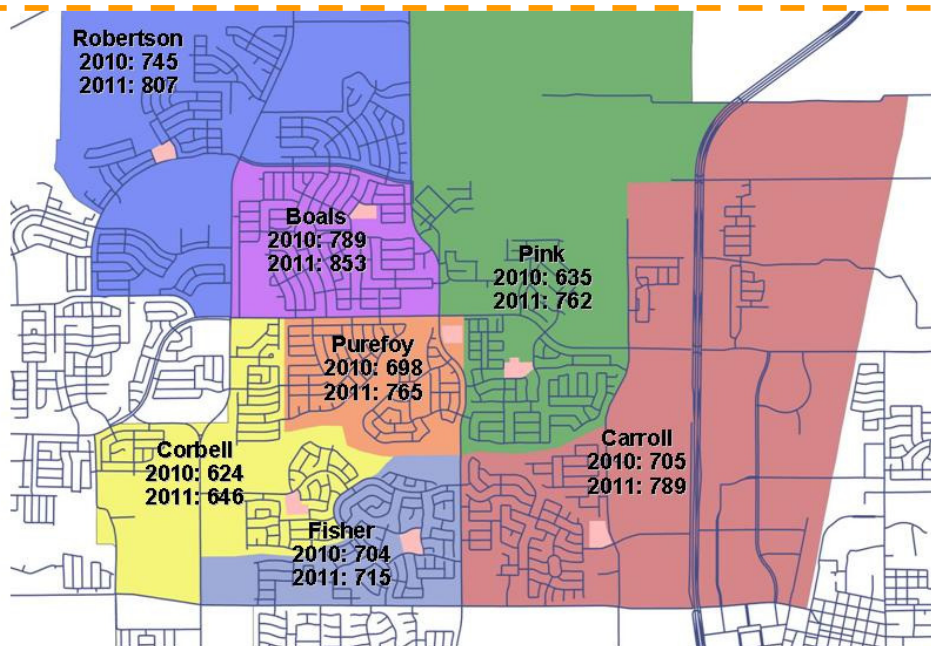 Robertson
2010: 745
2011: 807
Boals
2010: 789
2011: 853
Pink
2010: 635
2011: 762
Purefoy
2010: 698
2011: 765
Corbell
2010: 624
2011: 646
Carroll
2010: 705
2011: 789
Fisher
2010: 704
2011: 715